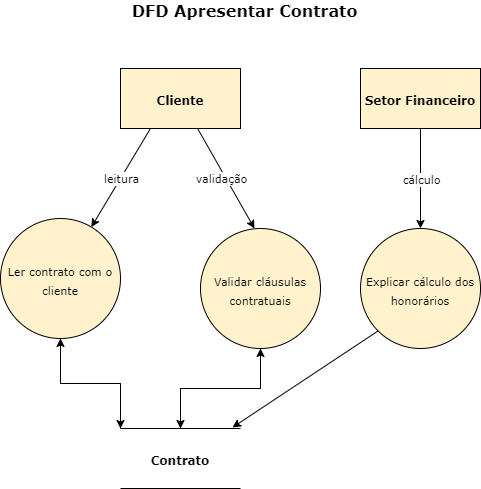 DFD Apresentar Contrato
Cliente
Setor Financeiro
leitura
validação
cálculo
Ler contrato com o
cliente
Validar cláusulas
contratuais
Explicar cálculo dos
honorários
Contrato